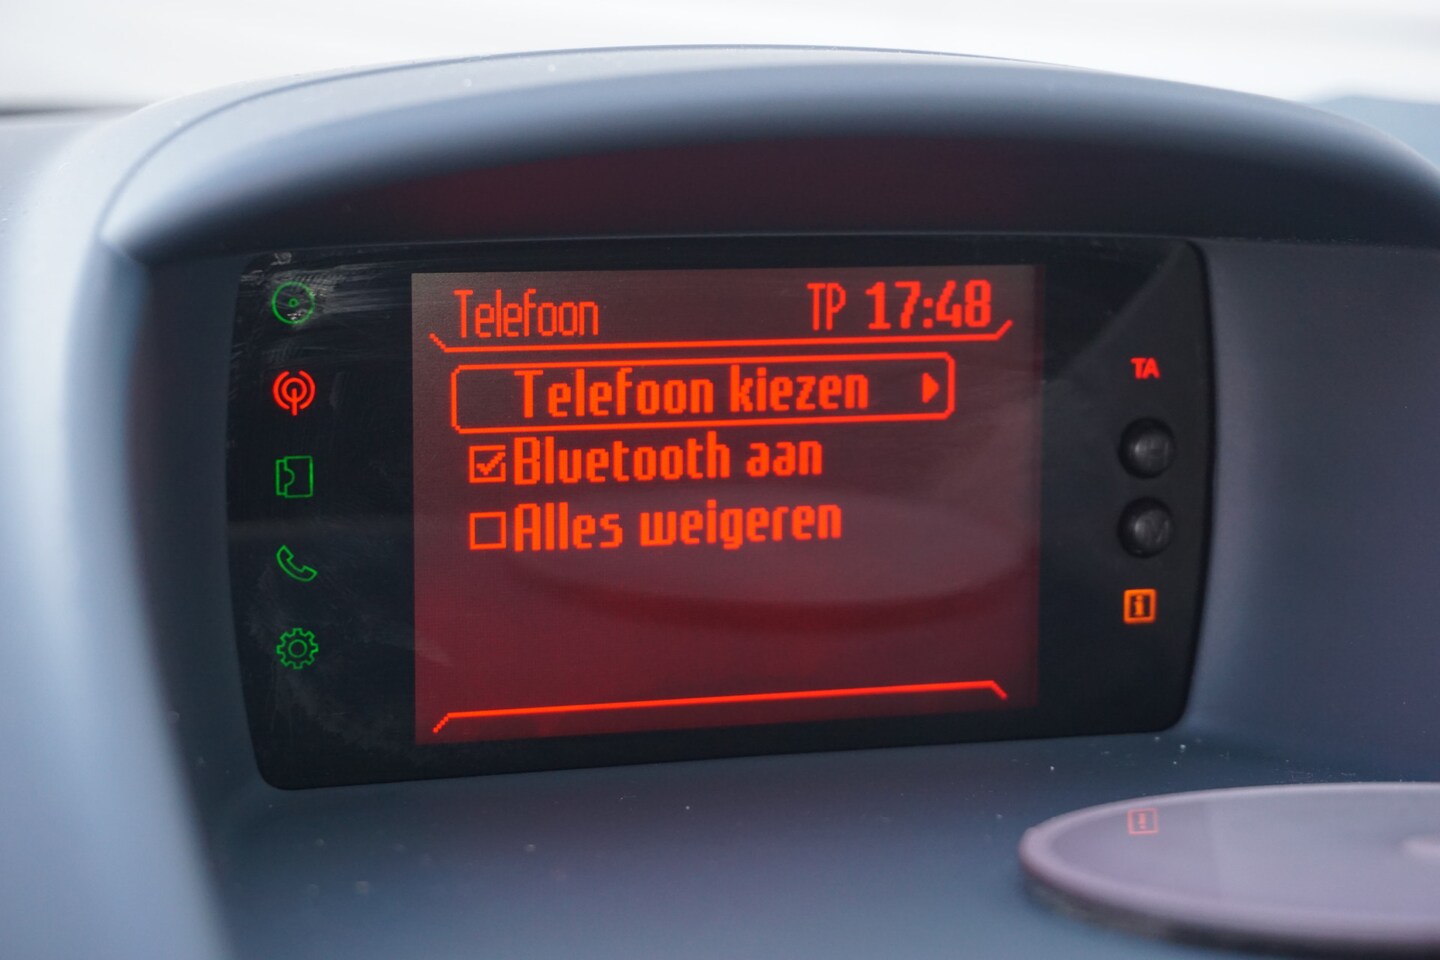 Telefoon TP 17:48
Telefoon kiezen
Bluetooth aan
Alles weigeren
TA
i